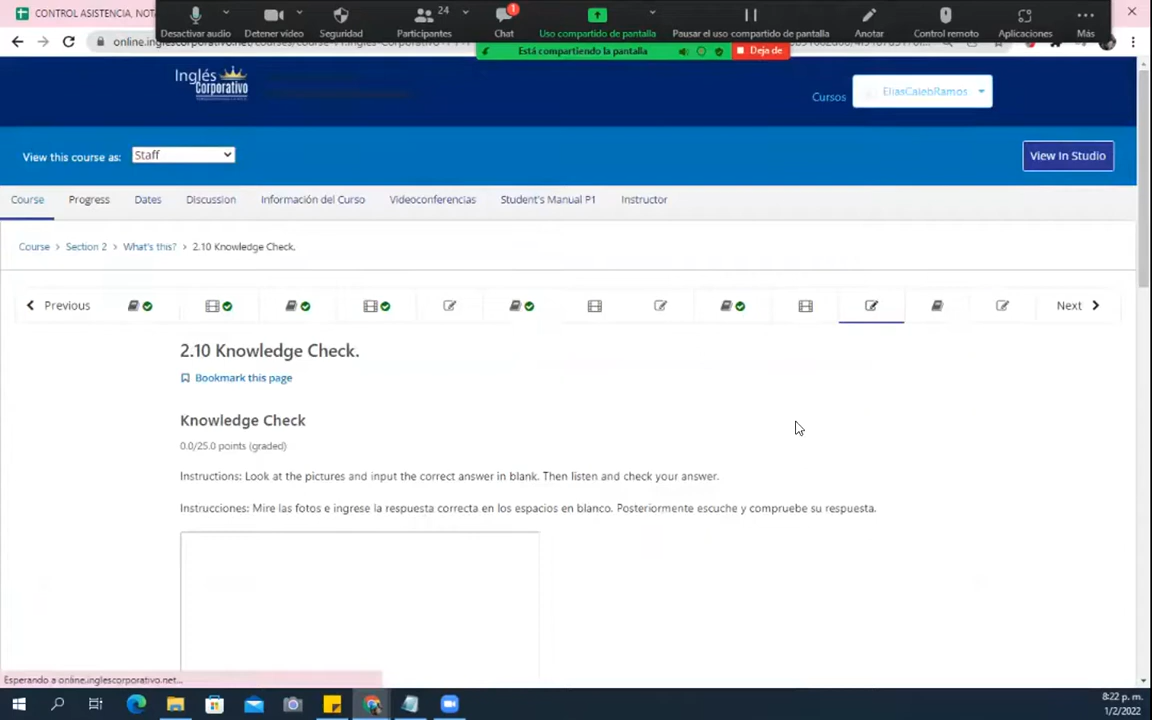 CONTROL ASISTENCIA, NOTA
Desactivar audio
Detener video
Seguridad
24
Participantes
1
Chat
Uso compartido de pantalla
Pausar el uso compartido de pantalla
Anotar
Control remoto
Aplicaciones
Más
Está compartiendo la pantalla
Deja de
Inglés
Corporativo
Cursos
EliasCalebRamos
View this course as:
Staff
View in Studio
Course
Progress
Dates
Discussion
Información del Curso
Videoconferencias
Student's Manual P1
Instructor
Course > Section 2 > What's this? > 2.10 Knowledge Check.
Previous
Next
2.10 Knowledge Check.
Bookmark this page
Knowledge Check
0.0/25.0 points (graded)
Instructions: Look at the pictures and input the correct answer in blank. Then listen and check your answer.
Instrucciones: Mire las fotos e ingrese la respuesta correcta en los espacios en blanco. Posteriormente escuche y compruebe su respuesta.
Esperando a online.inglescorporativo.net...
8:22 p. m.
1/2/2022